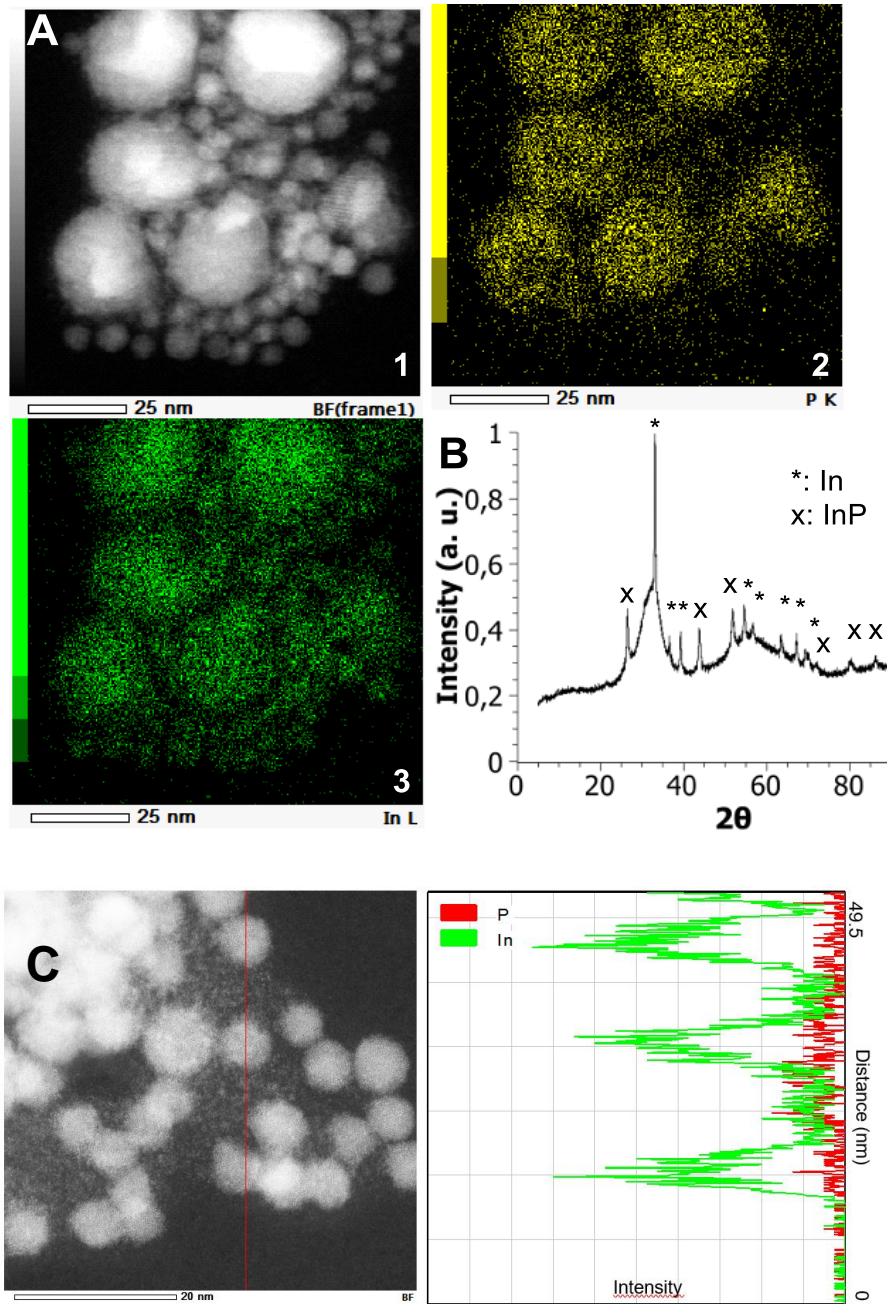 A
1
25 nm
BF(frame1)
2
25 nm
P K
3
25 nm
In L
B
*: In
x: InP
Intensity (a. u.)
1
0,8
0,6
0,4
0,2
0
0 20 40 60 80
2θ
x * * * x x * * * * * x x x
C
20 nm
BF
P
In
49.5
Distance (nm)
0
Intensity